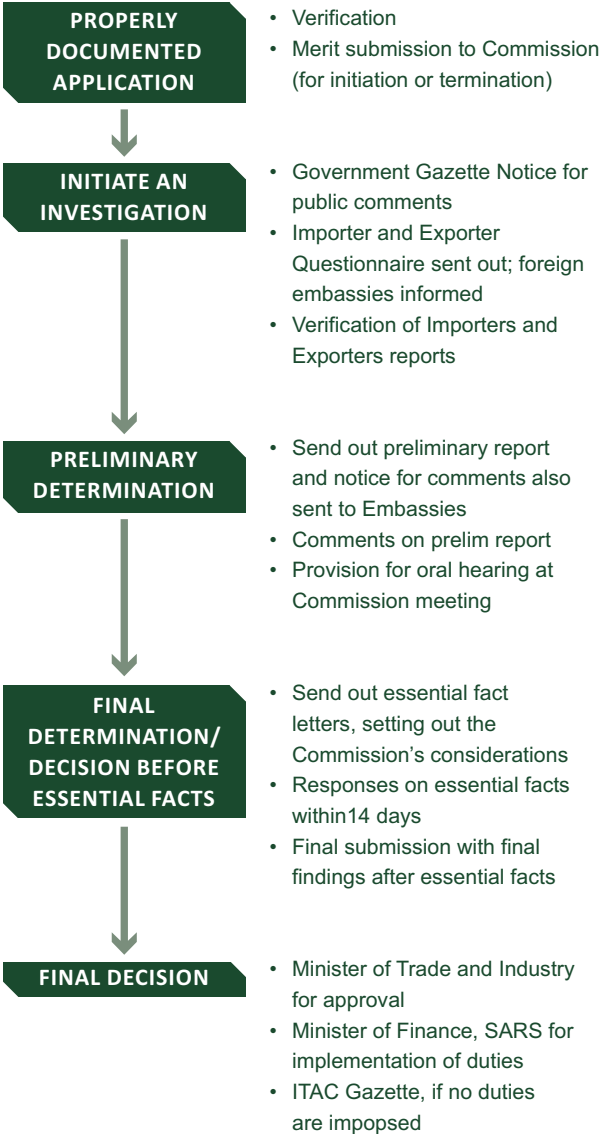 PROPERLY
DOCUMENTED
APPLICATION
• Verification
• Merit submission to Commission
(for initiation or termination)
INITIATE AN
INVESTIGATION
• Government Gazette Notice for
public comments
• Importer and Exporter
Questionnaire sent out; foreign
embassies informed
• Verification of Importers and
Exporters reports
PRELIMINARY
DETERMINATION
• Send out preliminary report
and notice for comments also
sent to Embassies
• Comments on prelim report
• Provision for oral hearing at
Commission meeting
FINAL
DETERMINATION/
DECISION BEFORE
ESSENTIAL FACTS
• Send out essential fact
letters, setting out the
Commission's considerations
• Responses on essential facts
within14 days
• Final submission with final
findings after essential facts
FINAL DECISION
• Minister of Trade and Industry
for approval
• Minister of Finance, SARS for
implementation of duties
• ITAC Gazette, if no duties
are impopsed